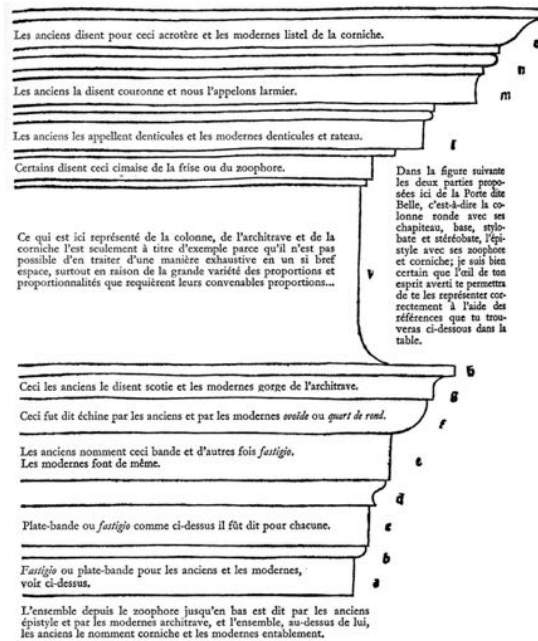 Les anciens disent pour ceci acrotère et les modernes listel de la corniche.
n
Les anciens la disent couronne et nous l'appelons larmier.
m
Les anciens les appellent denticules et les modernes denticules et rateau.
l
Certains disent ceci cimaise de la frise ou du zoophore.
Dans la figure suivante
les deux parties propo-
sées ici de la Porte dite
Belle, c'est-à-dire la co-
lonne ronde avec ses
chapiteau, base, stylo-
bate et stéréobate, l'épi-
style avec ses zoophore
et corniche; je suis bien
certain que l'œil de ton
esprit averti te permettra
de te les représenter cor-
rectement à l'aide des
références que tu trou-
veras ci-dessous dans la
table.
Ce qui est ici représenté de la colonne, de l'architrave et de la
corniche l'est seulement à titre d'exemple parce qu'il n'est pas
possible d'en traiter d'une manière exhaustive en un si bref
espace, surtout en raison de la grande variété des proportions et
proportionnalités que requièrent leurs convenables proportions...
h
Ceci les anciens le disent scotie et les modernes gorge de l'architrave.
g
Ceci fut dit échine par les anciens et par les modernes ovoïde ou quart de rond.
f
Les anciens nomment ceci bande et d'autres fois fastigio.
Les modernes font de même.
e
d
Plate-bande ou fastigio comme ci-dessus il fût dit pour chacune.
c
b
Fastigio ou plate-bande pour les anciens et les modernes,
voir ci-dessus.
a
L'ensemble depuis le zoophore jusqu'en bas est dit par les anciens
épistyle et par les modernes architrave, et l'ensemble, au-dessus de lui,
les anciens le nomment corniche et les modernes entablement.